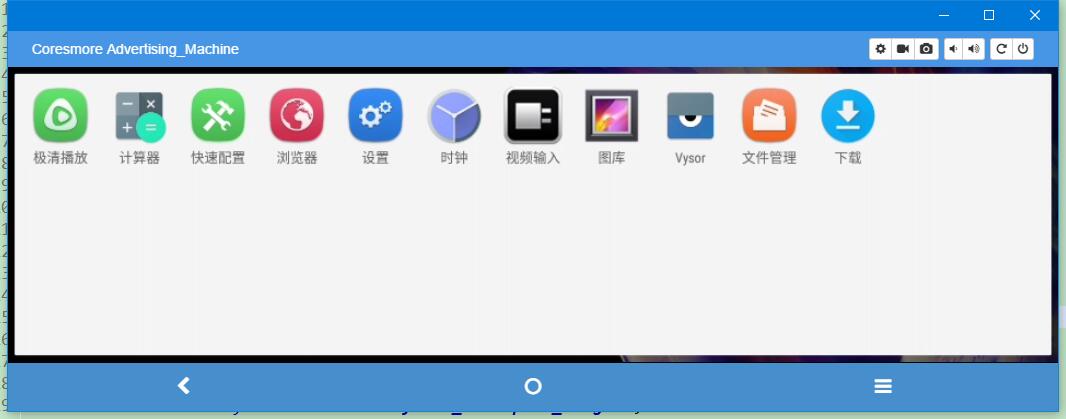 Coresmore Advertising_Machine
极清播放 计算器 快速配置 浏览器 设置 时钟 视频输入 图库 Vysor 文件管理 下载